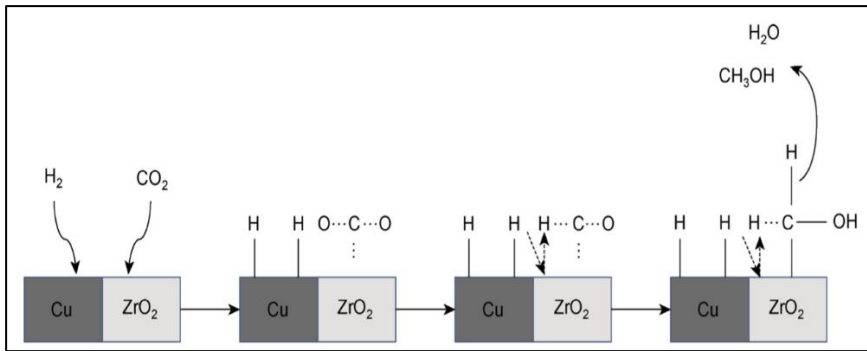 H₂O
CH₃OH
H
H₂ CO₂
H H O···C···O H H H···C···O H H H···C—OH
Cu ZrO₂ Cu ZrO₂ Cu ZrO₂ Cu ZrO₂